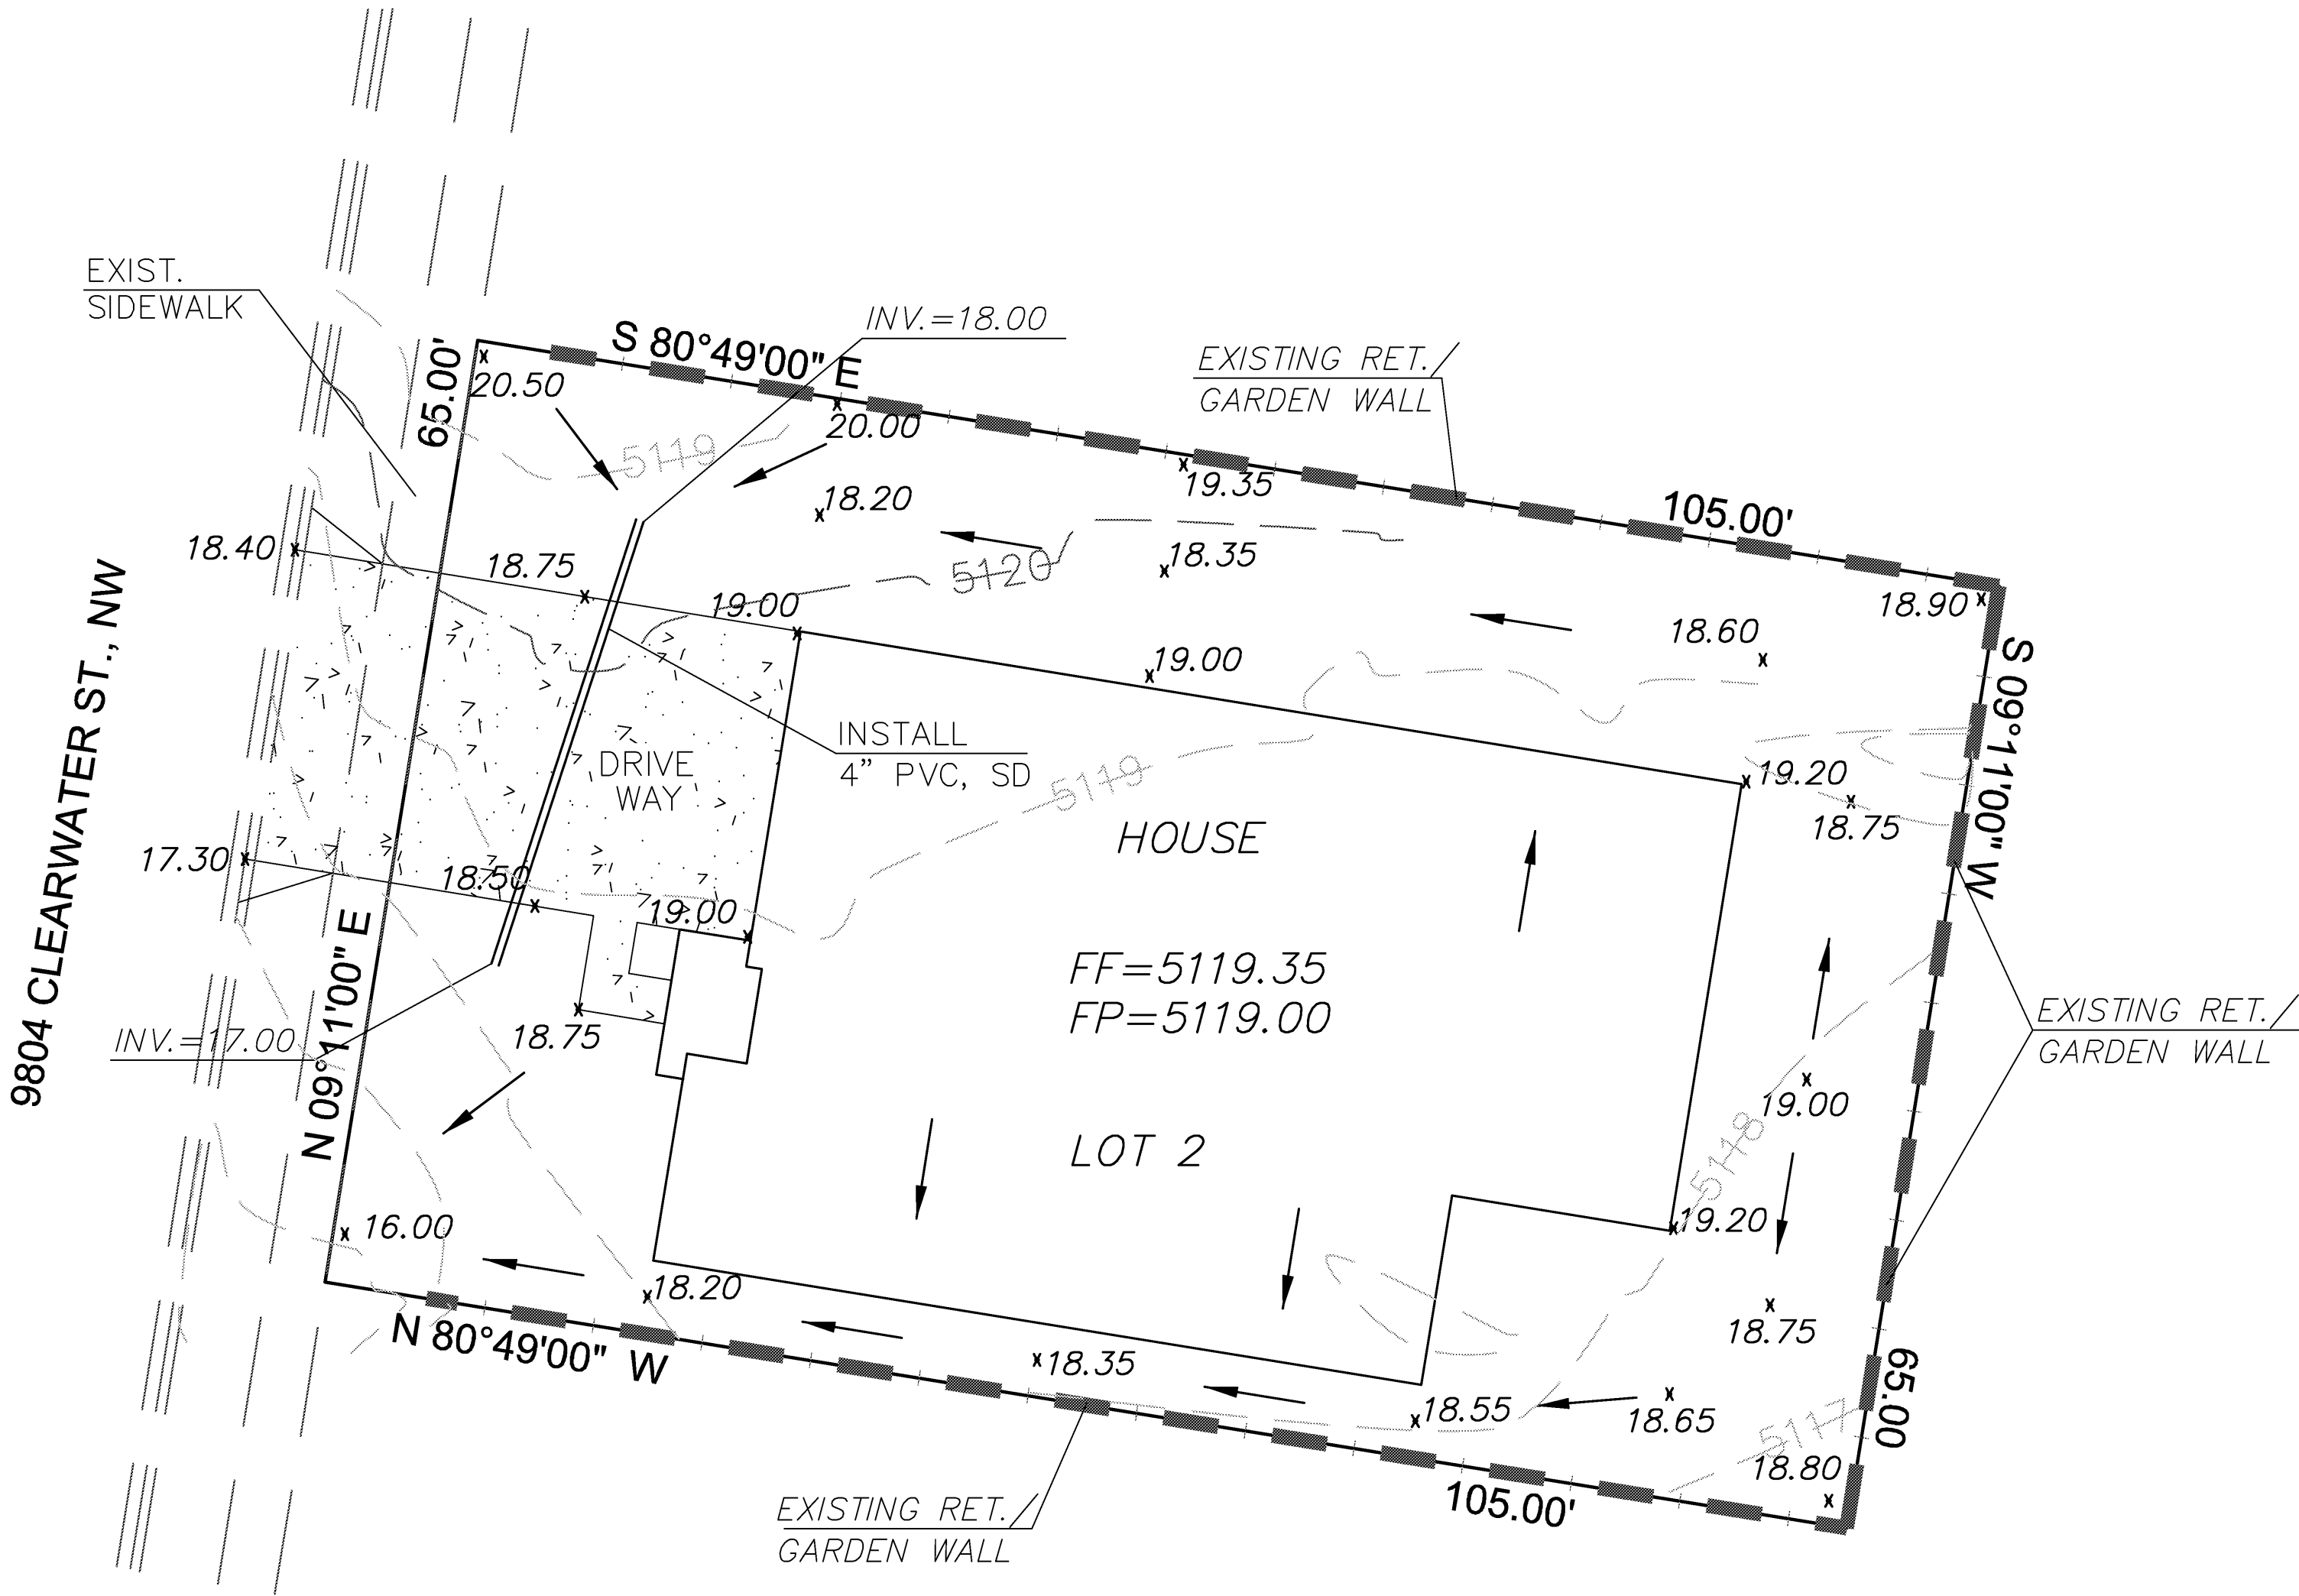 EXIST.
SIDEWALK
INV.=18.00
S 80°49'00" E
65.00'
20.50
EXISTING RET./
GARDEN WALL
20.00
5119
19.35
18.20
105.00'
18.40
18.75
18.35
5120
19.00
18.90
18.60
19.00
S 09°11'00" W
9804 CLEARWATER ST., NW
INSTALL
4" PVC, SD
DRIVE
WAY
5119
19.20
18.75
HOUSE
17.30
18.50
19.00
FF=5119.35
FP=5119.00
EXISTING RET./
GARDEN WALL
INV.=17.00
N 09°11'00" E
18.75
19.00
LOT 2
5118
16.00
19.20
18.20
18.75
N 80°49'00" W
18.35
18.55
18.65
65.00
5117
18.80
105.00'
EXISTING RET./
GARDEN WALL